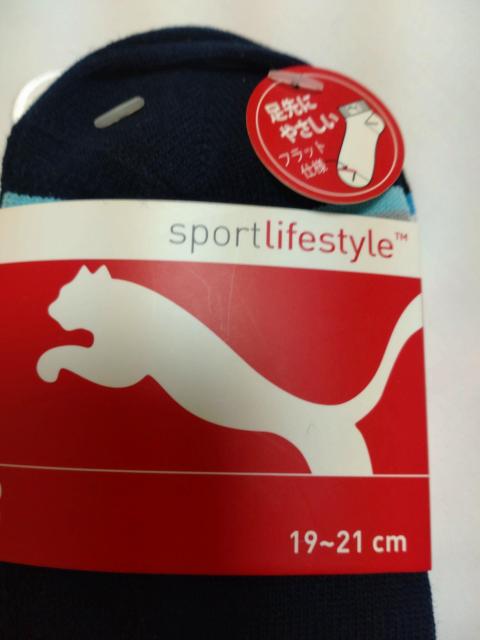 足先に
やさしい
フラット
仕様
sportlifestyle™
19~21 cm